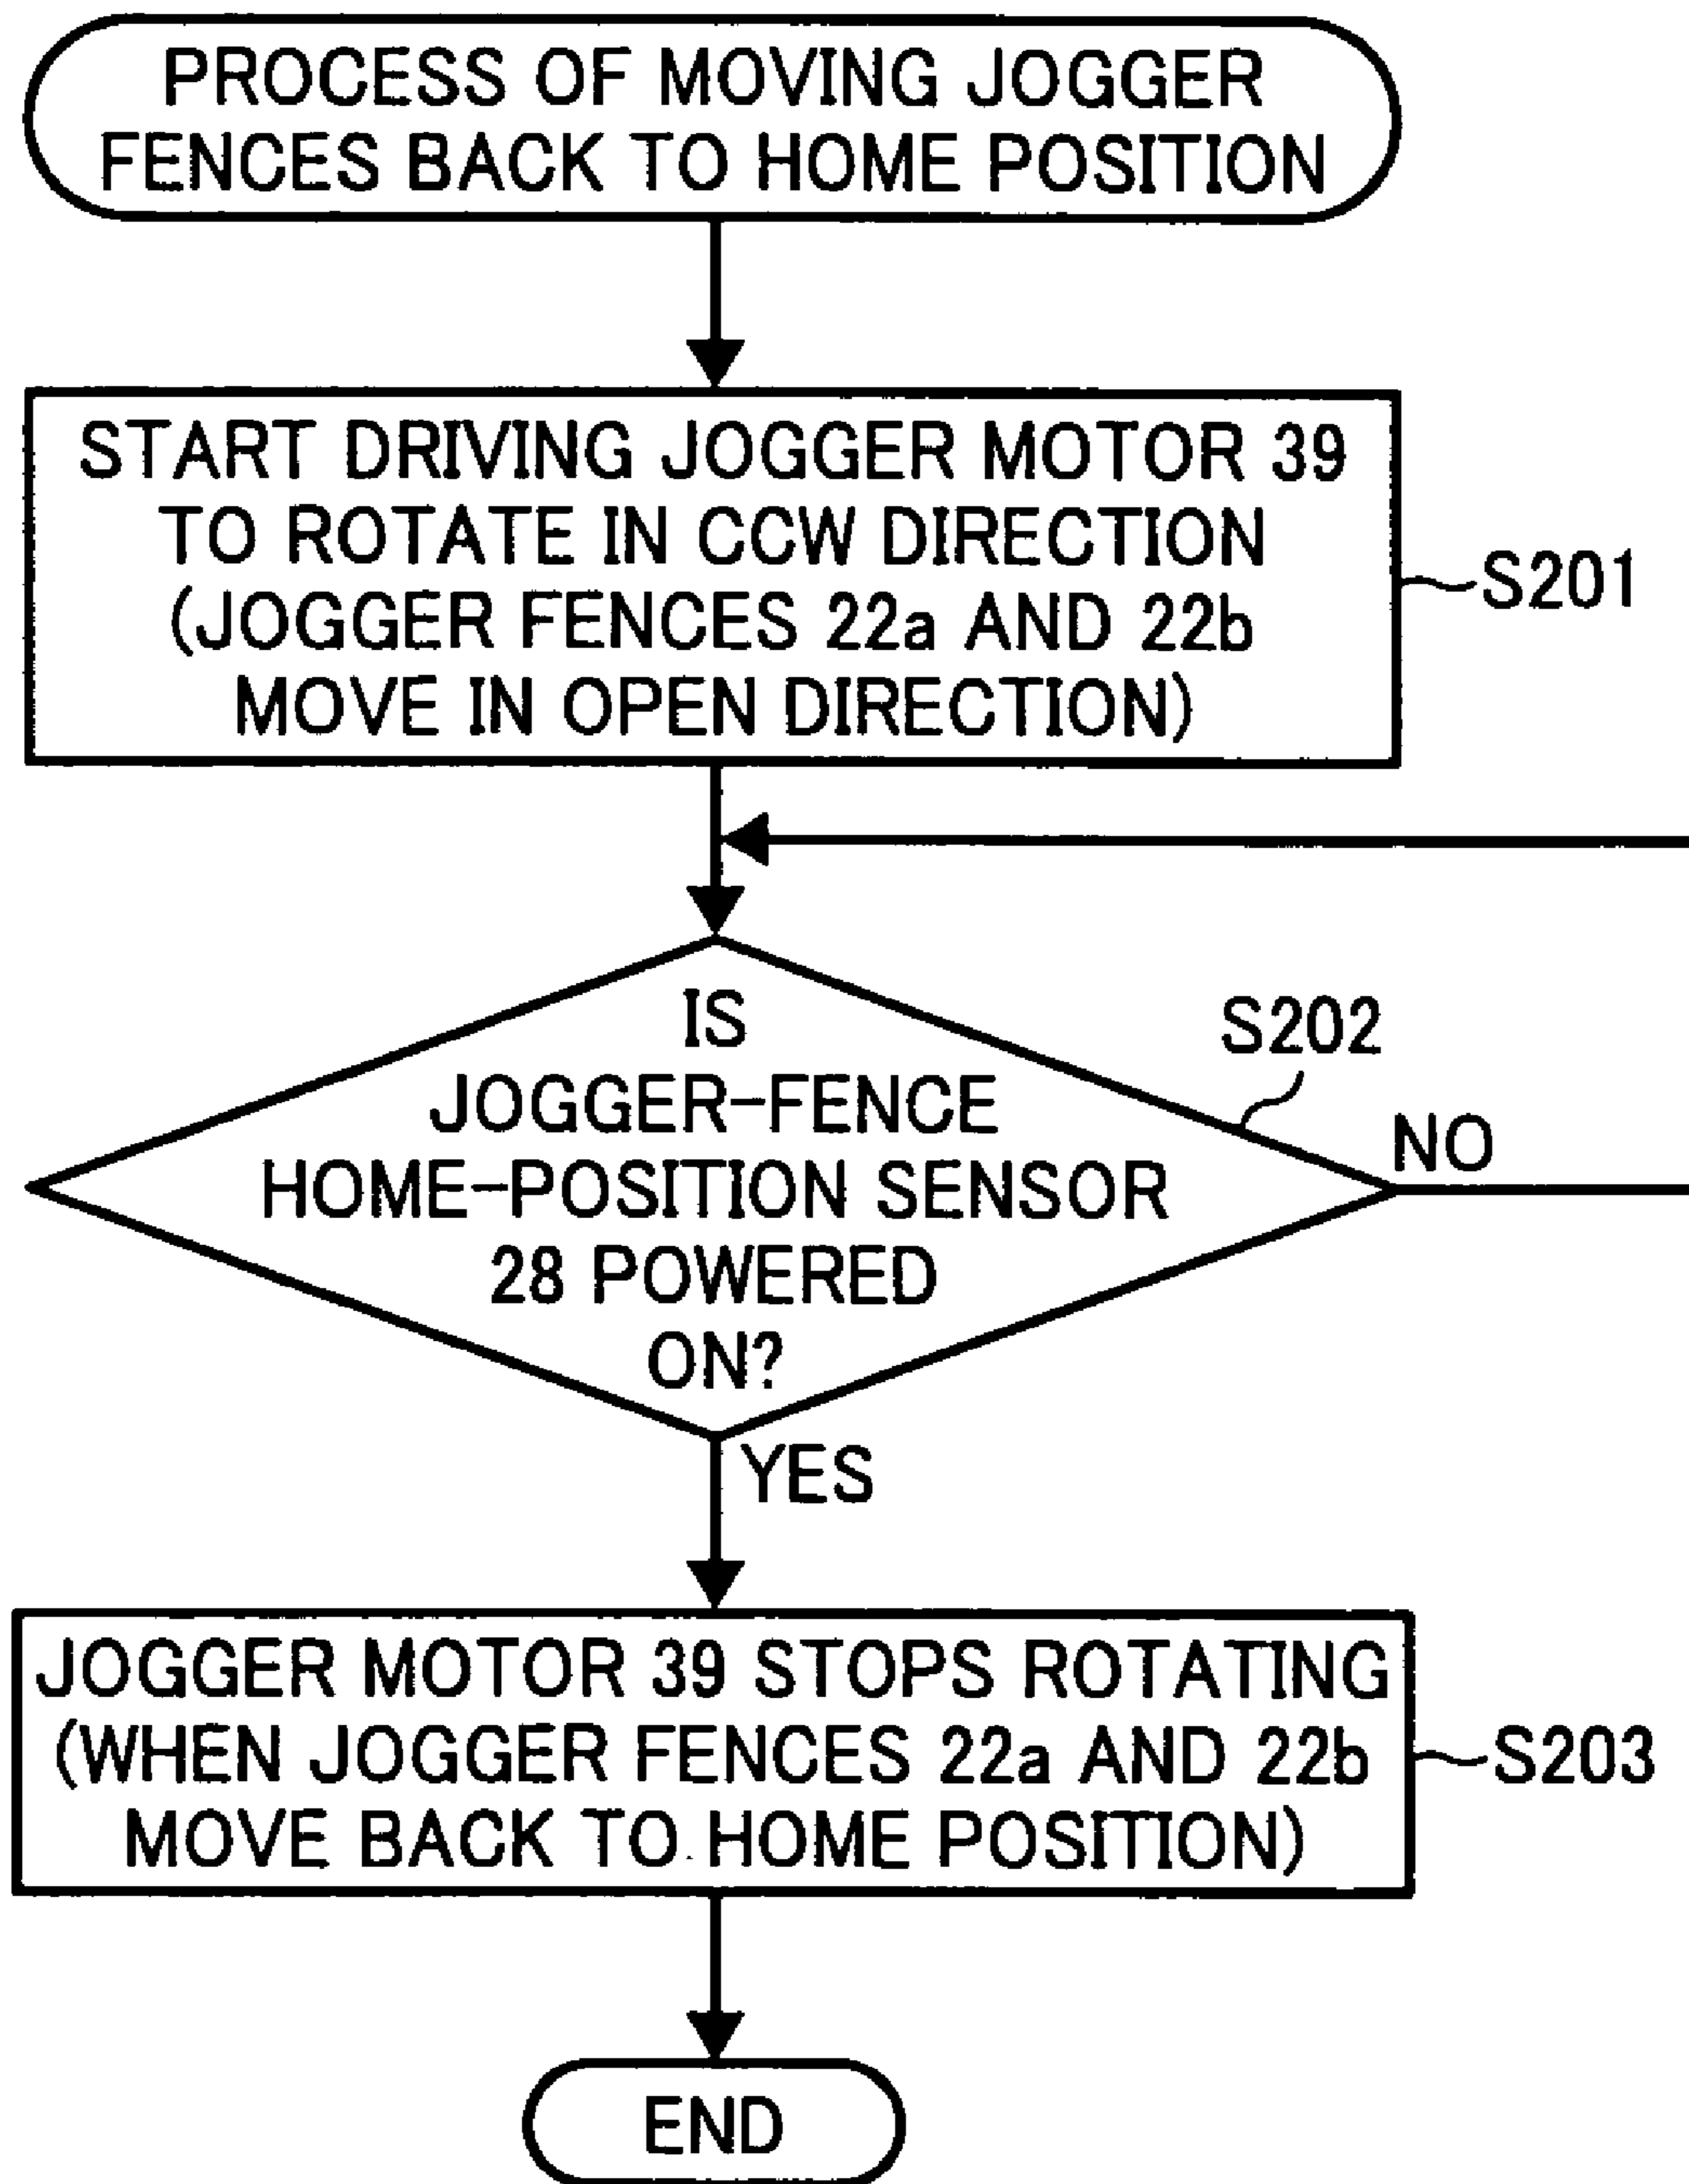 PROCESS OF MOVING JOGGER
FENCES BACK TO HOME POSITION
START DRIVING JOGGER MOTOR 39
TO ROTATE IN CCW DIRECTION
(JOGGER FENCES 22a AND 22b
MOVE IN OPEN DIRECTION)
S201
IS
JOGGER-FENCE
HOME-POSITION SENSOR
28 POWERED
ON?
S202
NO
YES
JOGGER MOTOR 39 STOPS ROTATING
(WHEN JOGGER FENCES 22a AND 22b
MOVE BACK TO HOME POSITION)
S203
END